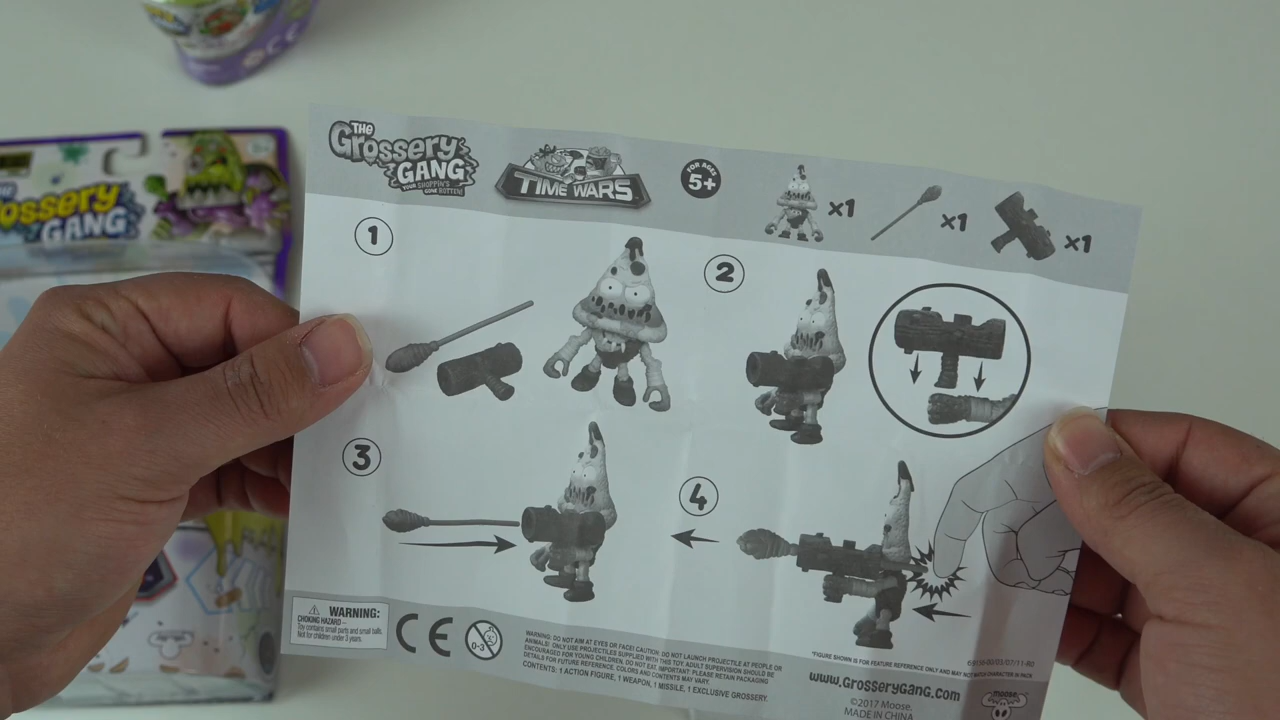 THE
GROSSERY
GANG
YOUR SHOPPIN'S
GONE ROTTEN!
TIME WARS
FOR AGES
5+
x1
x1
x1
1
2
3
4
WARNING:
CHOKING HAZARD –
Toy contains small parts and small balls.
Not for children under 3 years.
CE
0-3
WARNING: DO NOT AIM AT EYES OR FACE! CAUTION: DO NOT LAUNCH PROJECTILE AT PEOPLE OR
ANIMALS! ONLY USE PROJECTILES SUPPLIED WITH THIS TOY. ADULT SUPERVISION SHOULD BE
ENCOURAGED FOR YOUNG CHILDREN. DO NOT EAT. IMPORTANT: PLEASE RETAIN PACKAGING
DETAILS FOR FUTURE REFERENCE. COLORS AND CONTENTS MAY VARY.
CONTENTS: 1 ACTION FIGURE, 1 WEAPON, 1 MISSILE, 1 EXCLUSIVE GROSSERY.
*FIGURE SHOWN IS FOR FEATURE REFERENCE ONLY AND MAY NOT MATCH CHARACTER IN PACK
www.GrosseryGang.com
©2017 Moose.
MADE IN CHINA
moose
ossery
GANG